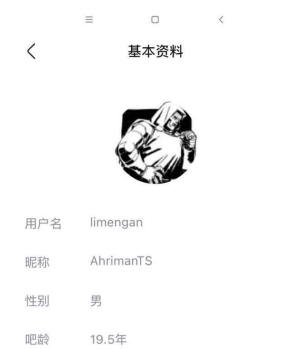 基本资料
用户名 limengan
昵称 AhrimanTS
性别 男
吧龄 19.5年